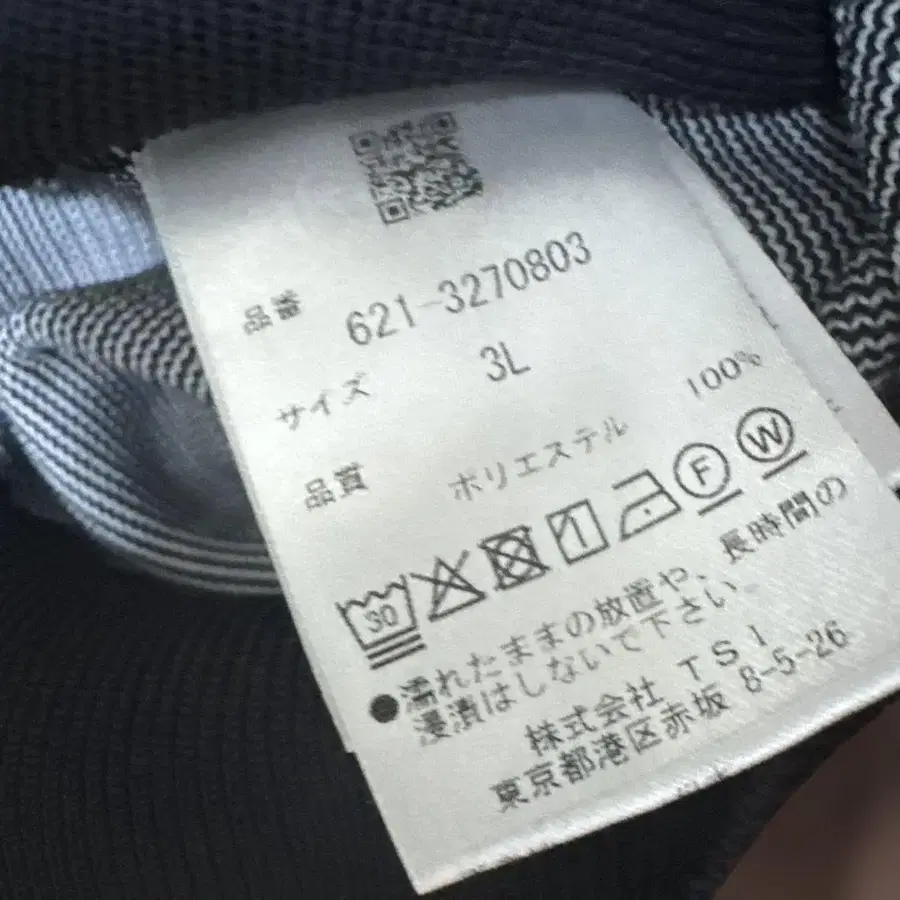 品番 621-3270803
サイズ 3L
品質 ポリエステル 100%
30 F W
●濡れたままの放置や、長時間の
浸漬はしないで下さい。
株式会社 TSI
東京都港区赤坂 8-5-26